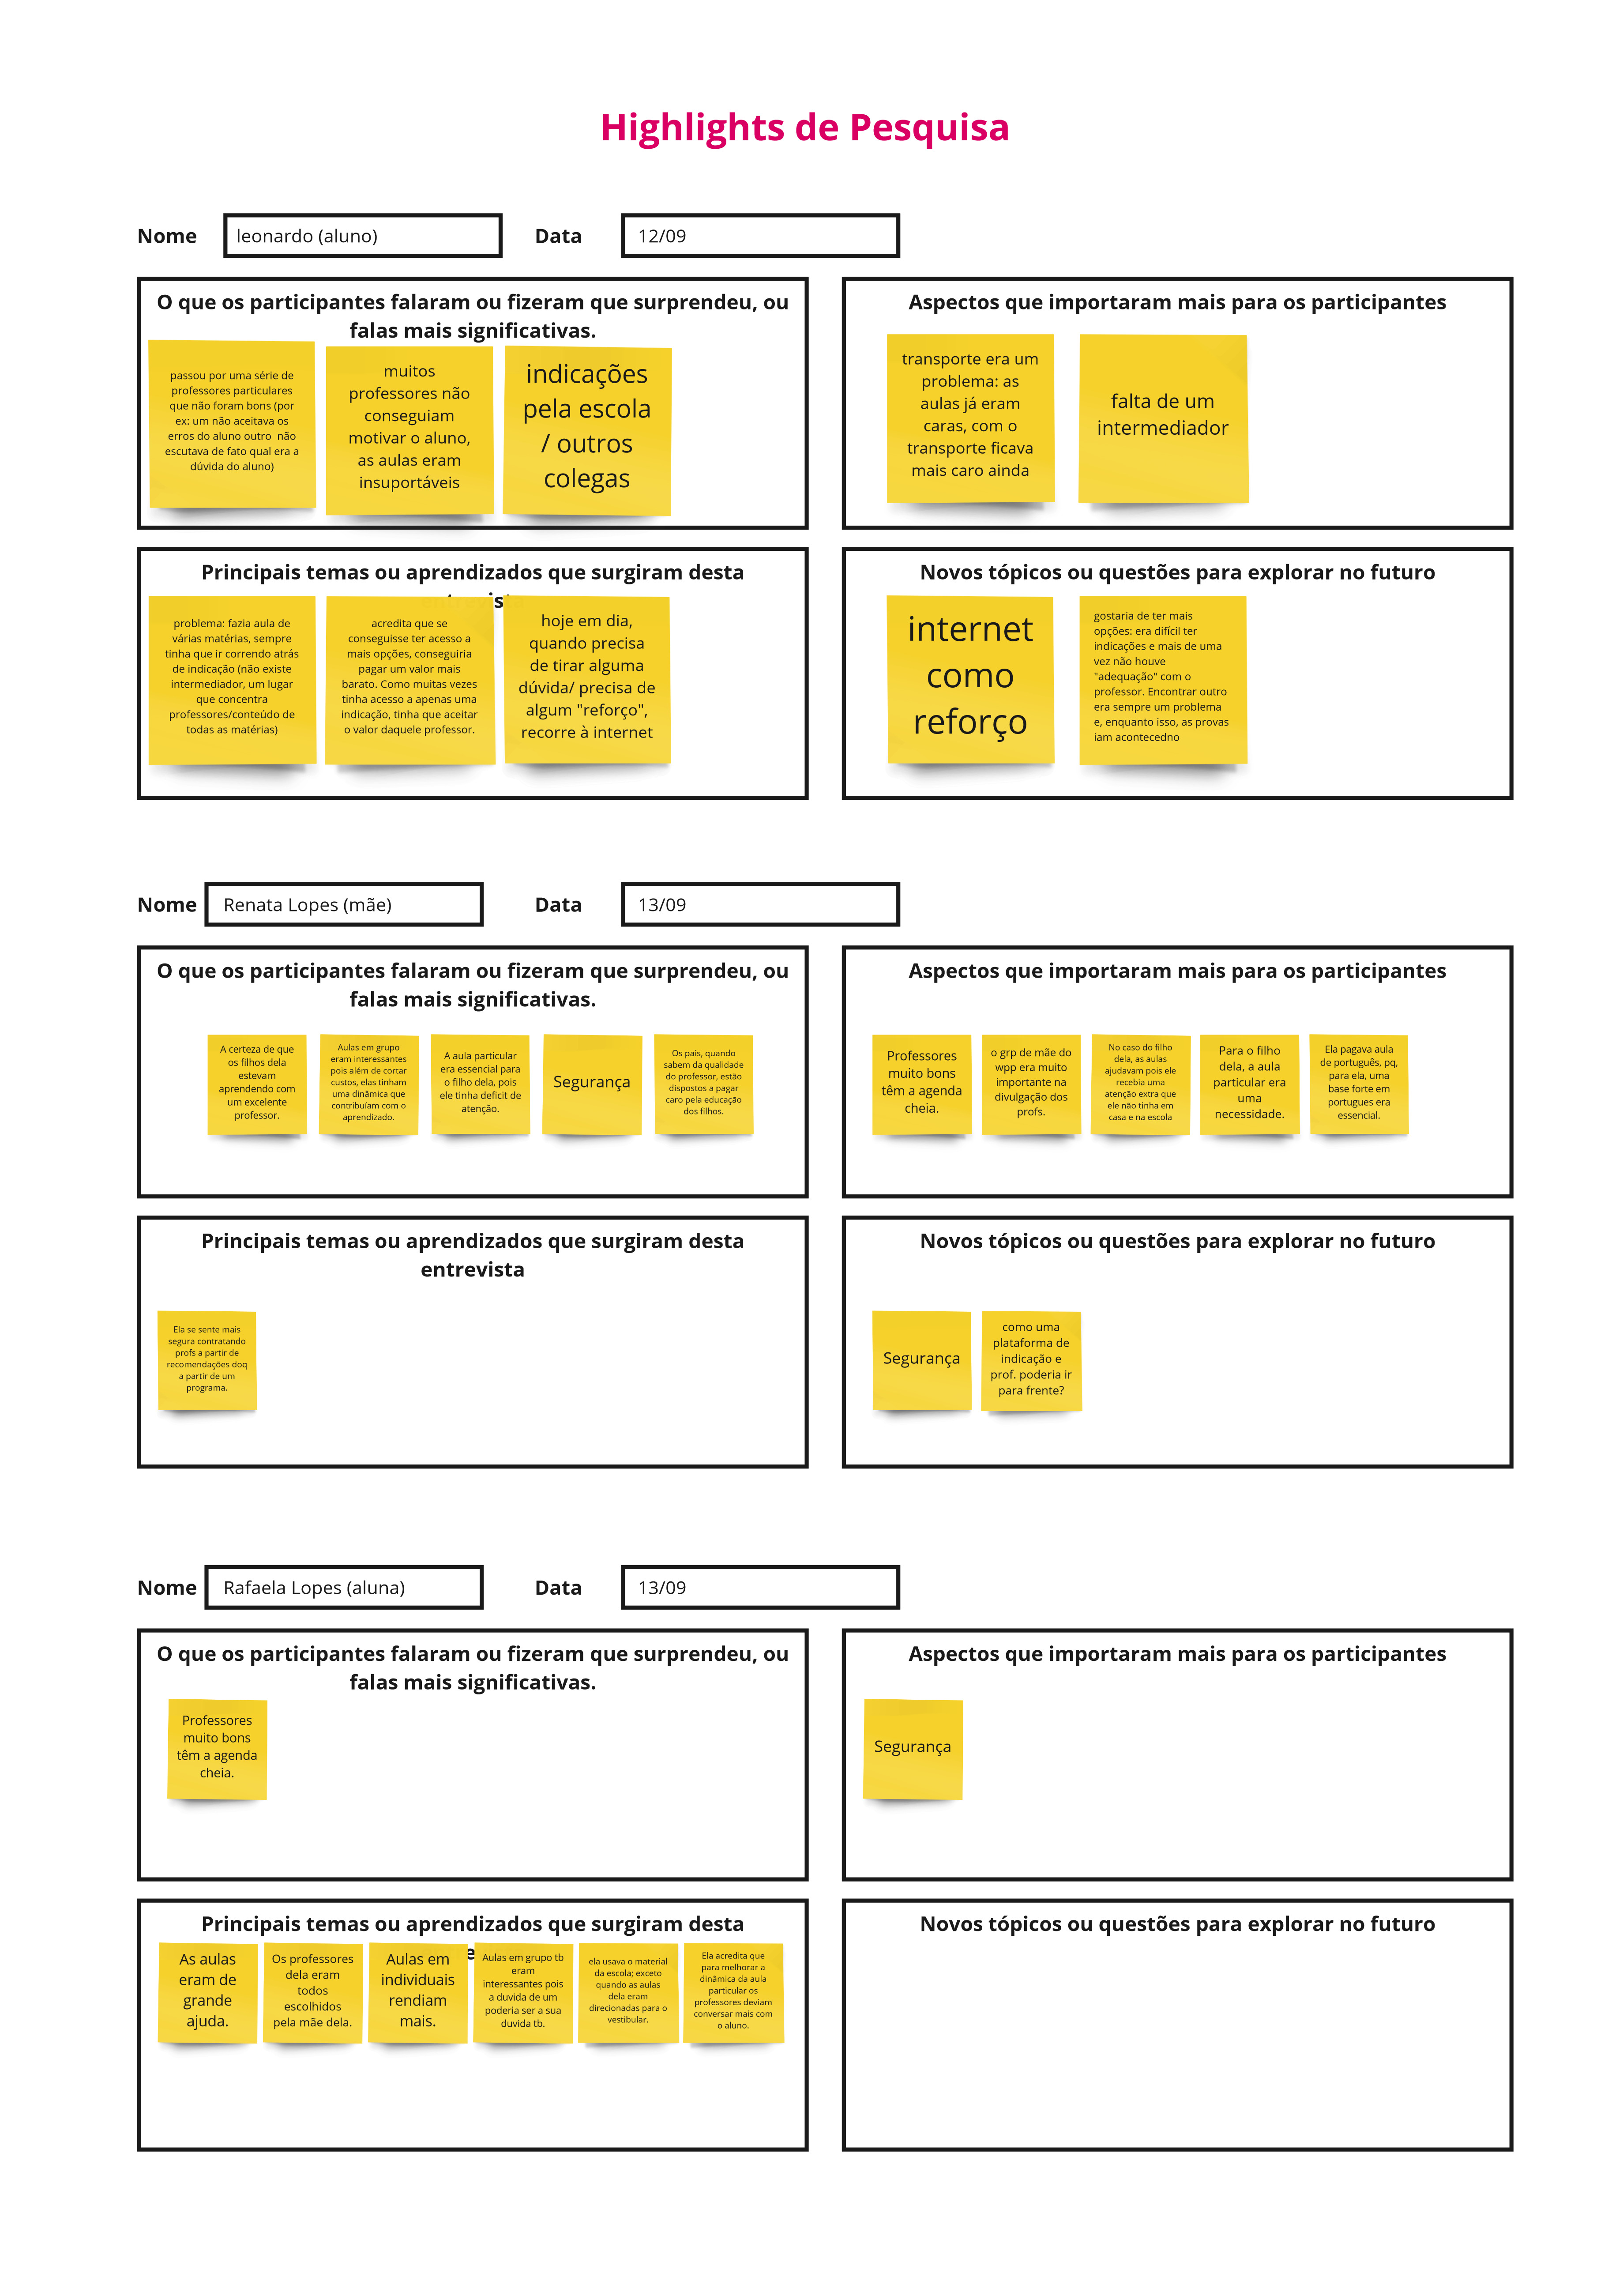 Highlights de Pesquisa
Nome
leonardo (aluno)
Data
12/09
O que os participantes falaram ou fizeram que surpreendeu, ou
falas mais significativas.
passou por uma série de
professores particulares
que não foram bons (por
ex: um não aceitava os
erros do aluno outro  não
escutava de fato qual era a
dúvida do aluno)
muitos
professores não
conseguiam
motivar o aluno,
as aulas eram
insuportáveis
indicações
pela escola
/ outros
colegas
Aspectos que importaram mais para os participantes
transporte era um
problema: as
aulas já eram
caras, com o
transporte ficava
mais caro ainda
falta de um
intermediador
Principais temas ou aprendizados que surgiram desta
problema: fazia aula de
várias matérias, sempre
tinha que ir correndo atrás
de indicação (não existe
intermediador, um lugar
que concentra
professores/conteúdo de
todas as matérias)
acredita que se
conseguisse ter acesso a
mais opções, conseguiria
pagar um valor mais
barato. Como muitas vezes
tinha acesso a apenas uma
indicação, tinha que aceitar
o valor daquele professor.
hoje em dia,
quando precisa
de tirar alguma
dúvida/ precisa de
algum "reforço",
recorre à internet
Novos tópicos ou questões para explorar no futuro
internet
como
reforço
gostaria de ter mais
opções: era difícil ter
indicações e mais de uma
vez não houve
"adequação" com o
professor. Encontrar outro
era sempre um problema
e, enquanto isso, as provas
iam acontecedno
Nome
Renata Lopes (mãe)
Data
13/09
O que os participantes falaram ou fizeram que surpreendeu, ou
falas mais significativas.
A certeza de que
os filhos dela
estevam
aprendendo com
um excelente
professor.
Aulas em grupo
eram interessantes
pois além de cortar
custos, elas tinham
uma dinâmica que
contribuíam com o
aprendizado.
A aula particular
era essencial para
o filho dela, pois
ele tinha deficit de
atenção.
Segurança
Os pais, quando
sabem da qualidade
do professor, estão
dispostos a pagar
caro pela educação
dos filhos.
Aspectos que importaram mais para os participantes
Professores
muito bons
têm a agenda
cheia.
o grp de mãe do
wpp era muito
importante na
divulgação dos
profs.
No caso do filho
dela, as aulas
ajudavam pois ele
recebia uma
atenção extra que
ele não tinha em
casa e na escola
Para o filho
dela, a aula
particular era
uma
necessidade.
Ela pagava aula
de português, pq,
para ela, uma
base forte em
portugues era
essencial.
Principais temas ou aprendizados que surgiram desta
entrevista
Ela se sente mais
segura contratando
profs a partir de
recomendações doq
a partir de um
programa.
Novos tópicos ou questões para explorar no futuro
Segurança
como uma
plataforma de
indicação e
prof. poderia ir
para frente?
Nome
Rafaela Lopes (aluna)
Data
13/09
O que os participantes falaram ou fizeram que surpreendeu, ou
falas mais significativas.
Professores
muito bons
têm a agenda
cheia.
Aspectos que importaram mais para os participantes
Segurança
Principais temas ou aprendizados que surgiram desta
As aulas
eram de
grande
ajuda.
Os professores
dela eram
todos
escolhidos
pela mãe dela.
Aulas em
individuais
rendiam
mais.
Aulas em grupo tb
eram
interessantes pois
a duvida de um
poderia ser a sua
duvida tb.
ela usava o material
da escola; exceto
quando as aulas
dela eram
direcionadas para o
vestibular.
Ela acredita que
para melhorar a
dinâmica da aula
particular os
professores deviam
conversar mais com
o aluno.
Novos tópicos ou questões para explorar no futuro